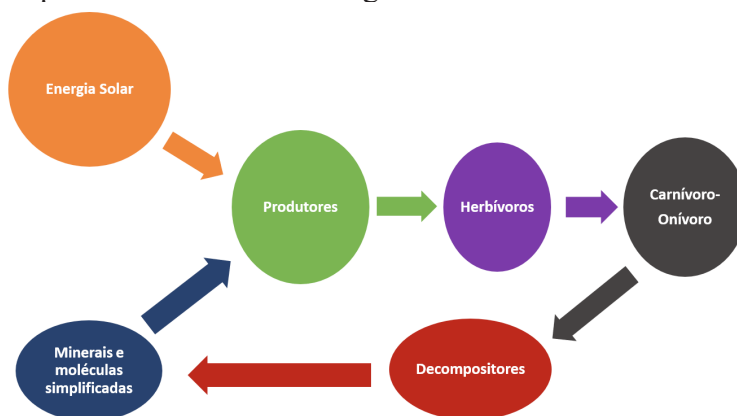 Energia Solar
Produtores
Herbívoros
Carnívoro-
Onívoro
Minerais e
moléculas
simplificadas
Decompositores